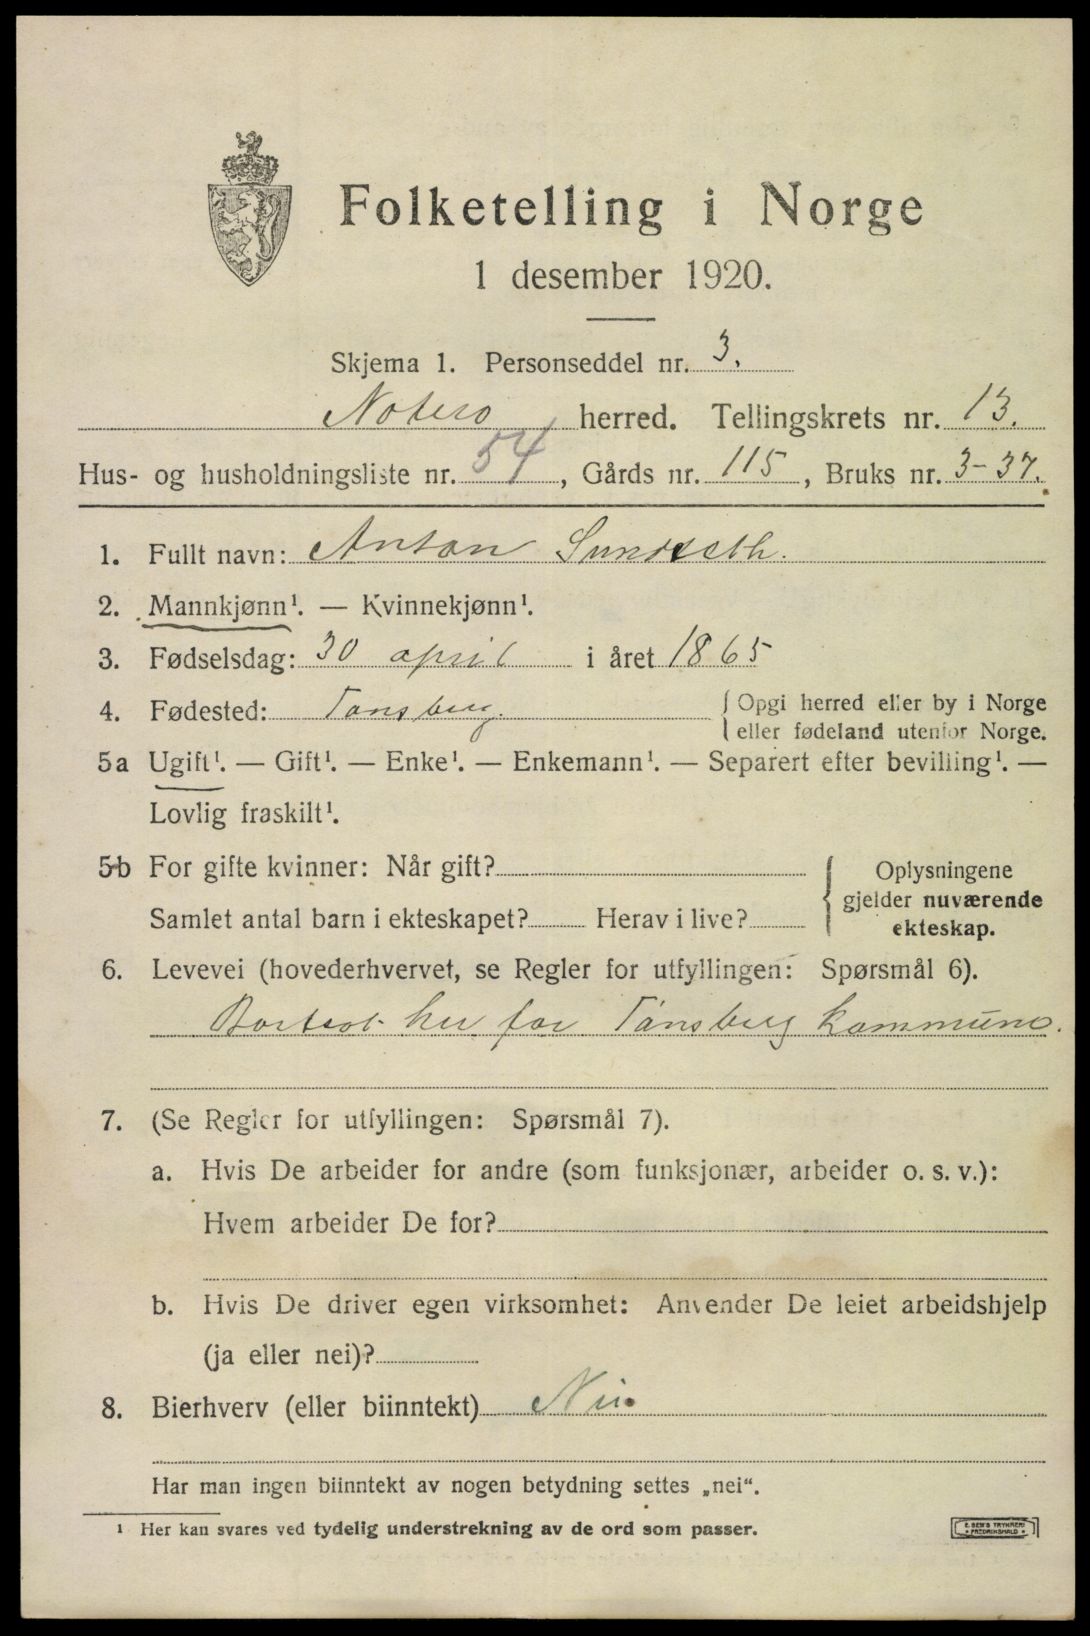 Folketelling i Norge
1 desember 1920.
Skjema 1. Personseddel nr. 3.
Notero herred. Tellingskrets nr. 13.
Hus- og husholdningsliste nr. 54, Gårds nr. 115, Bruks nr. 3-37.
1. Fullt navn: Anton Sundseth.
2. Mannkjønn¹. — Kvinnekjønn¹.
3. Fødselsdag: 30 april i året 1865
4. Fødested: Tønsberg. { Opgi herred eller by i Norge
eller fødeland utenfor Norge.
5a Ugift¹. — Gift¹. — Enke¹. — Enkemann¹. — Separert efter bevilling¹. —
Lovlig fraskilt¹.
5b For gifte kvinner: Når gift? { Oplysningene
gjelder nuværende
ekteskap.
Samlet antal barn i ekteskapet? Herav i live?
6. Levevei (hovederhvervet, se Regler for utfyllingen: Spørsmål 6).
Bortsat her for Tønsberg kommune.
7. (Se Regler for utfyllingen: Spørsmål 7).
a. Hvis De arbeider for andre (som funksjonær, arbeider o. s. v.):
Hvem arbeider De for?
b. Hvis De driver egen virksomhet: Anvender De leiet arbeidshjelp
(ja eller nei)?
8. Bierhverv (eller biinntekt) Nei.
Har man ingen biinntekt av nogen betydning settes „nei“.
¹ Her kan svares ved tydelig understrekning av de ord som passer.
E. SEM'S TRYKKERI
• FREDRIKSHALD •